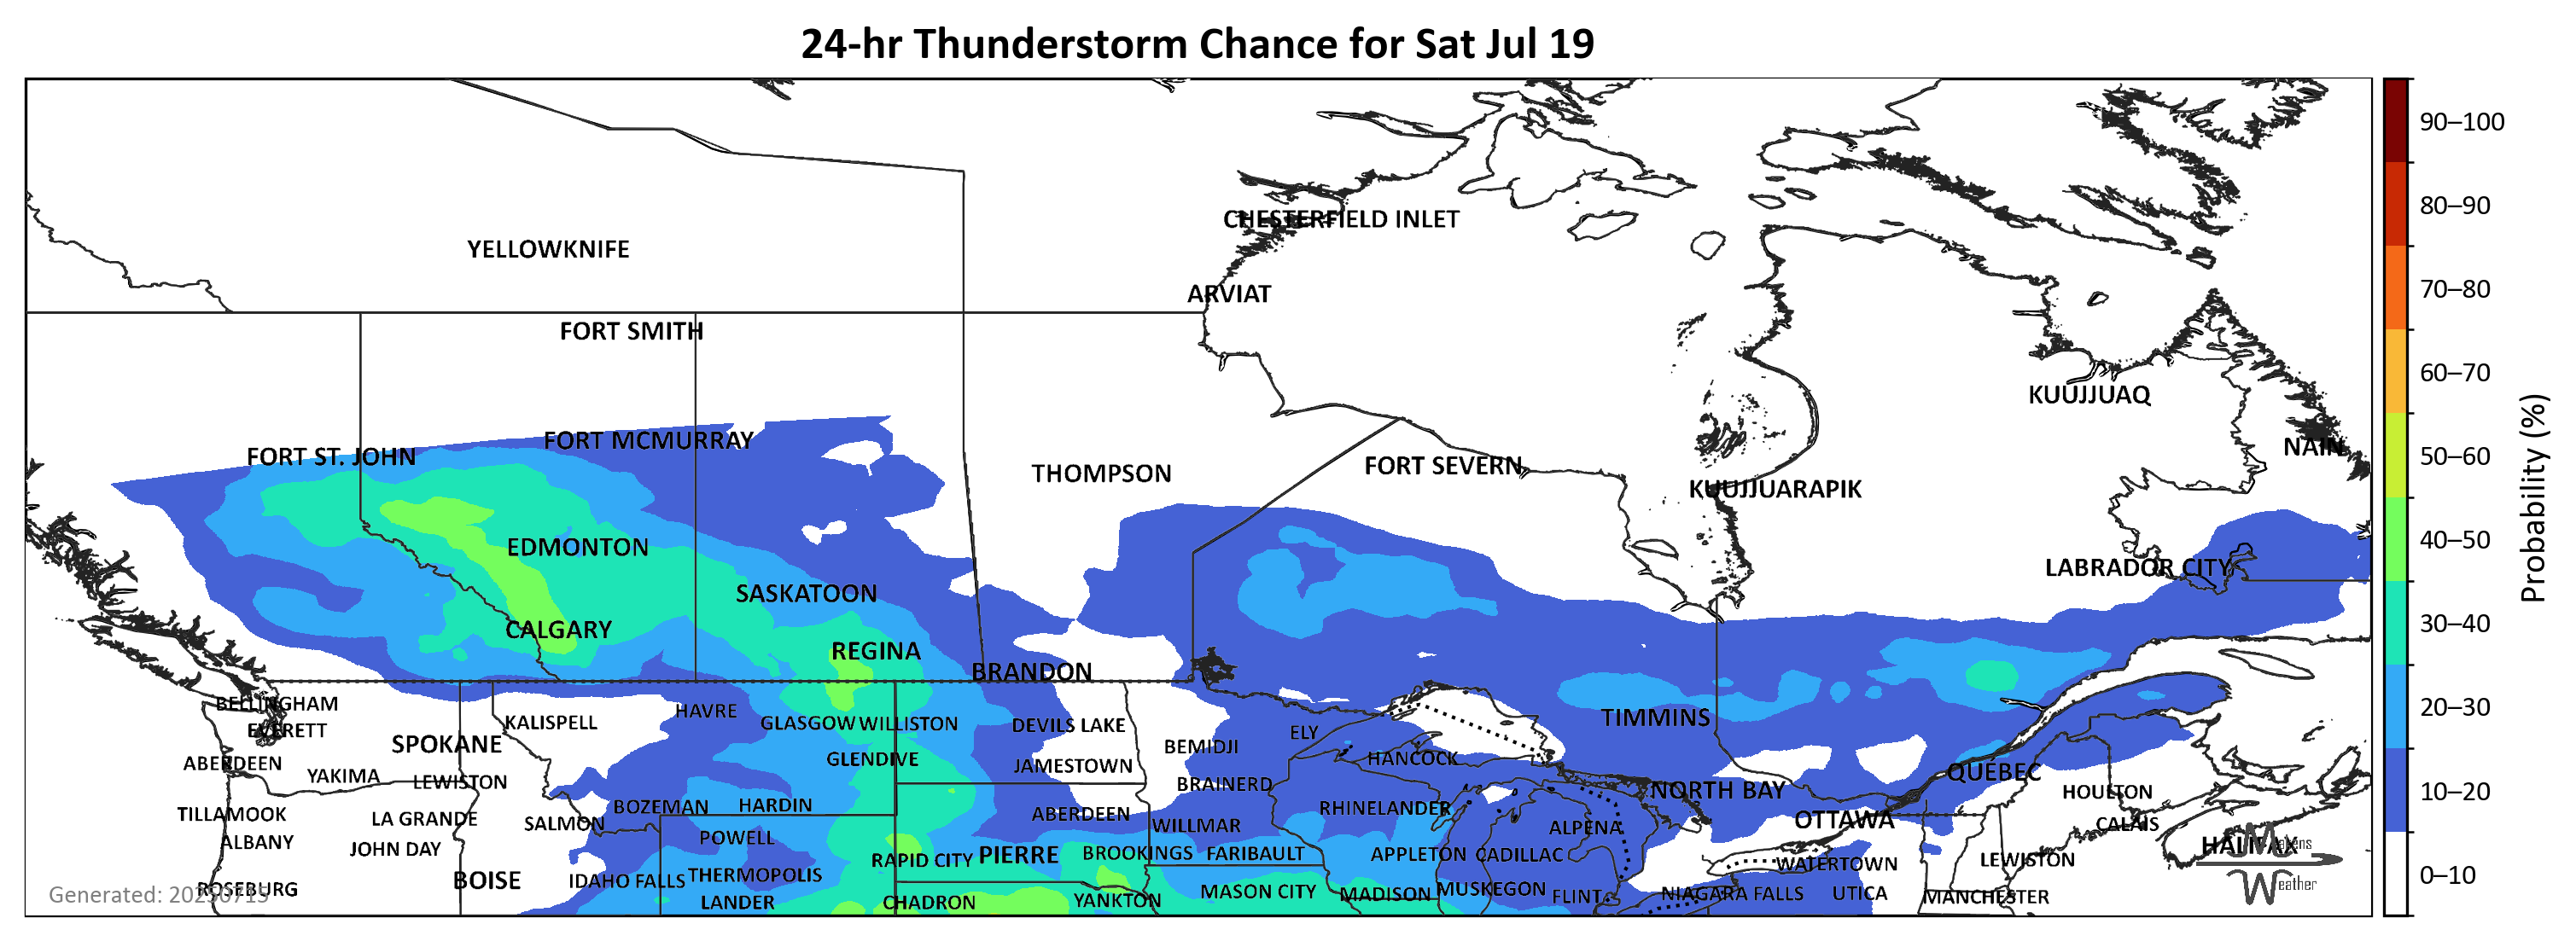 24-hr Thunderstorm Chance for Sat Jul 19
90–100
80–90
70–80
60–70
50–60
40–50
30–40
20–30
10–20
0–10
Probability (%)
CHESTERFIELD INLET
YELLOWKNIFE
ARVIAT
FORT SMITH
KUUJJUAQ
FORT MCMURRAY
NAIN
FORT ST. JOHN
FORT SEVERN
THOMPSON
KUUJJUARAPIK
EDMONTON
LABRADOR CITY
SASKATOON
CALGARY
REGINA
BRANDON
BELLINGHAM
HAVRE
TIMMINS
KALISPELL
GLASGOW
WILLISTON
DEVILS LAKE
EVERETT
ELY
SPOKANE
BEMIDJI
GLENDIVE
HANCOCK
ABERDEEN
JAMESTOWN
QUÉBEC
YAKIMA
LEWISTON
BRAINERD
NORTH BAY
HOULTON
BOZEMAN
HARDIN
RHINELANDER
TILLAMOOK
ABERDEEN
LA GRANDE
OTTAWA
SALMON
CALAIS
WILLMAR
ALPENA
POWELL
ALBANY
HALIFAX
Makens
JOHN DAY
BROOKINGS
FARIBAULT
APPLETON
CADILLAC
PIERRE
RAPID CITY
LEWISTON
WATERTOWN
THERMOPOLIS
BOISE
IDAHO FALLS
Weather
ROSEBURG
MUSKEGON
MASON CITY
MADISON
NIAGARA FALLS
UTICA
Generated: 20250715
FLINT
MANCHESTER
YANKTON
LANDER
CHADRON